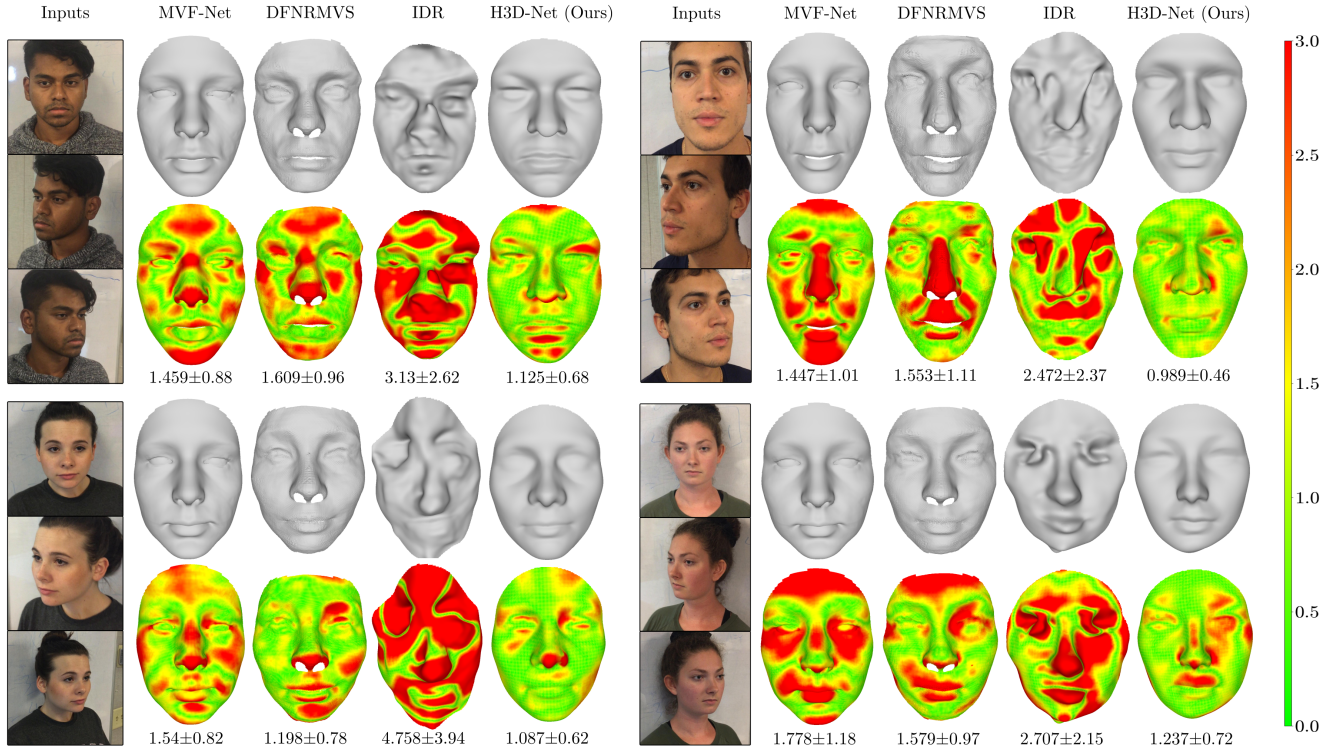 Inputs MVF-Net DFNRMVS IDR H3D-Net (Ours) Inputs MVF-Net DFNRMVS IDR H3D-Net (Ours)
3.0
2.5
2.0
1.5
1.0
0.5
0.0
1.459±0.88 1.609±0.96 3.13±2.62 1.125±0.68 1.447±1.01 1.553±1.11 2.472±2.37 0.989±0.46
1.54±0.82 1.198±0.78 4.758±3.94 1.087±0.62 1.778±1.18 1.579±0.97 2.707±2.15 1.237±0.72